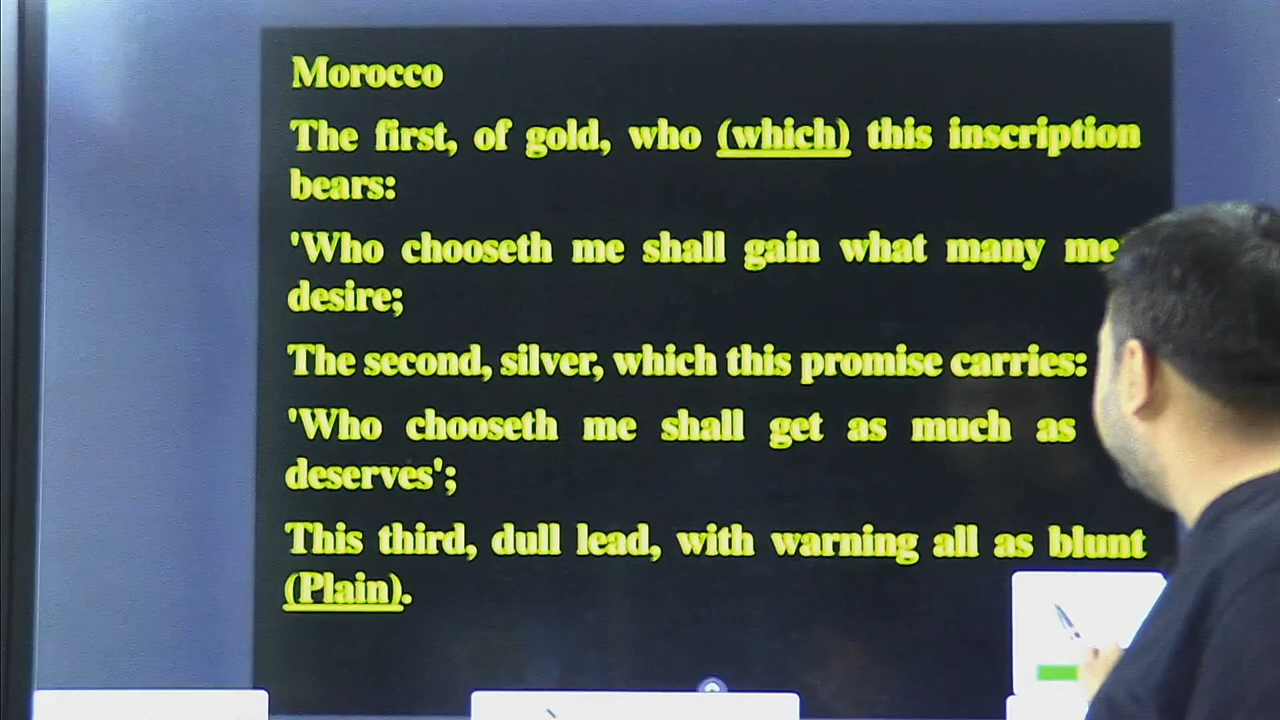 Morocco
The first, of gold, who (which) this inscription
bears:
'Who chooseth me shall gain what many
desire;
The second, silver, which this promise carries:
'Who chooseth me shall get as much as
deserves';
This third, dull lead, with warning all as blunt
(Plain).